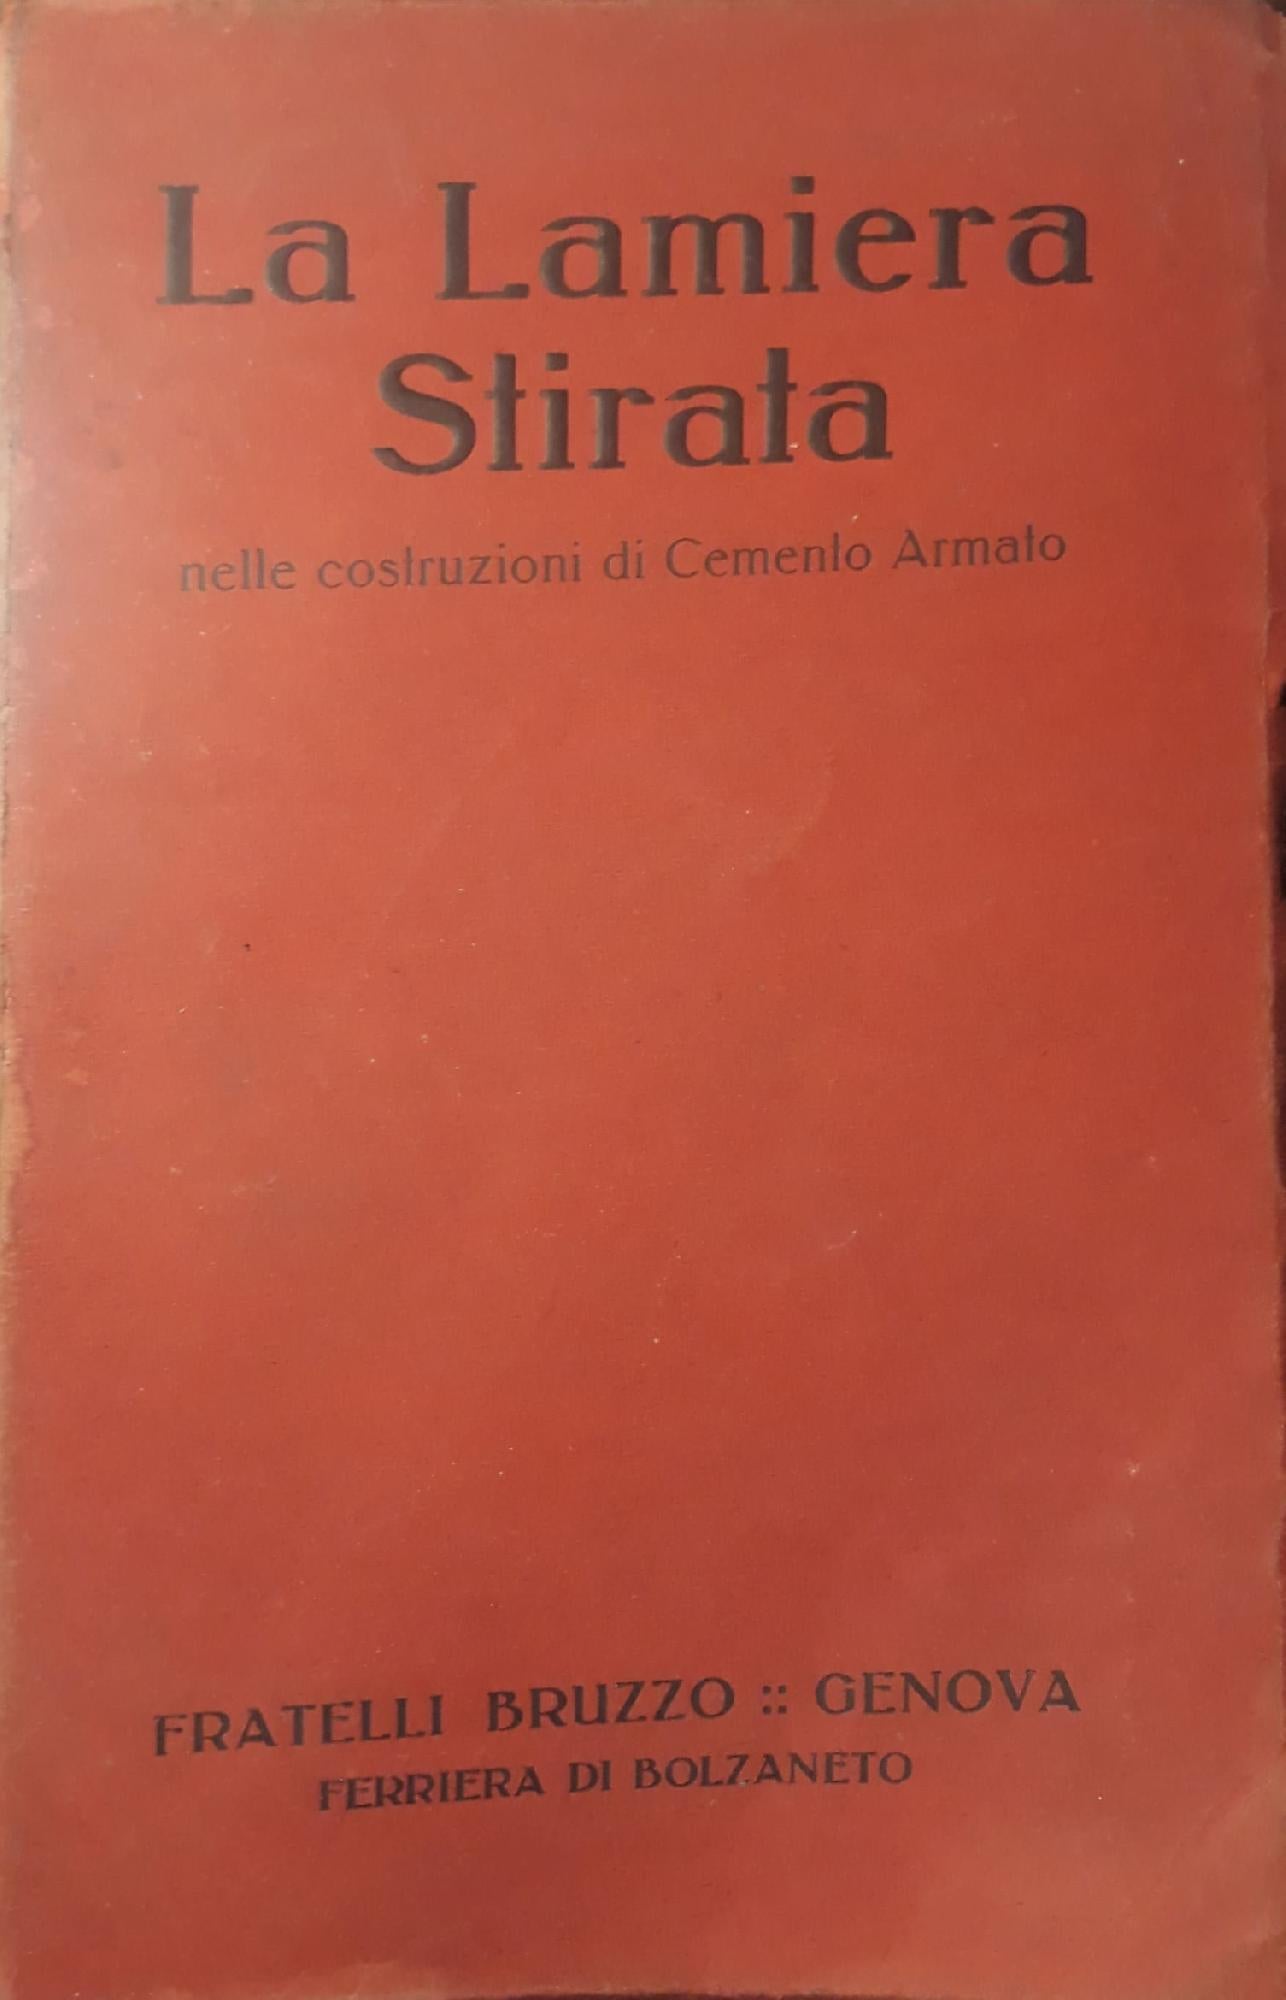 La Lamiera
Stirata
nelle costruzioni di Cemento Armato
FRATELLI BRUZZO :: GENOVA
FERRIERA DI BOLZANETO